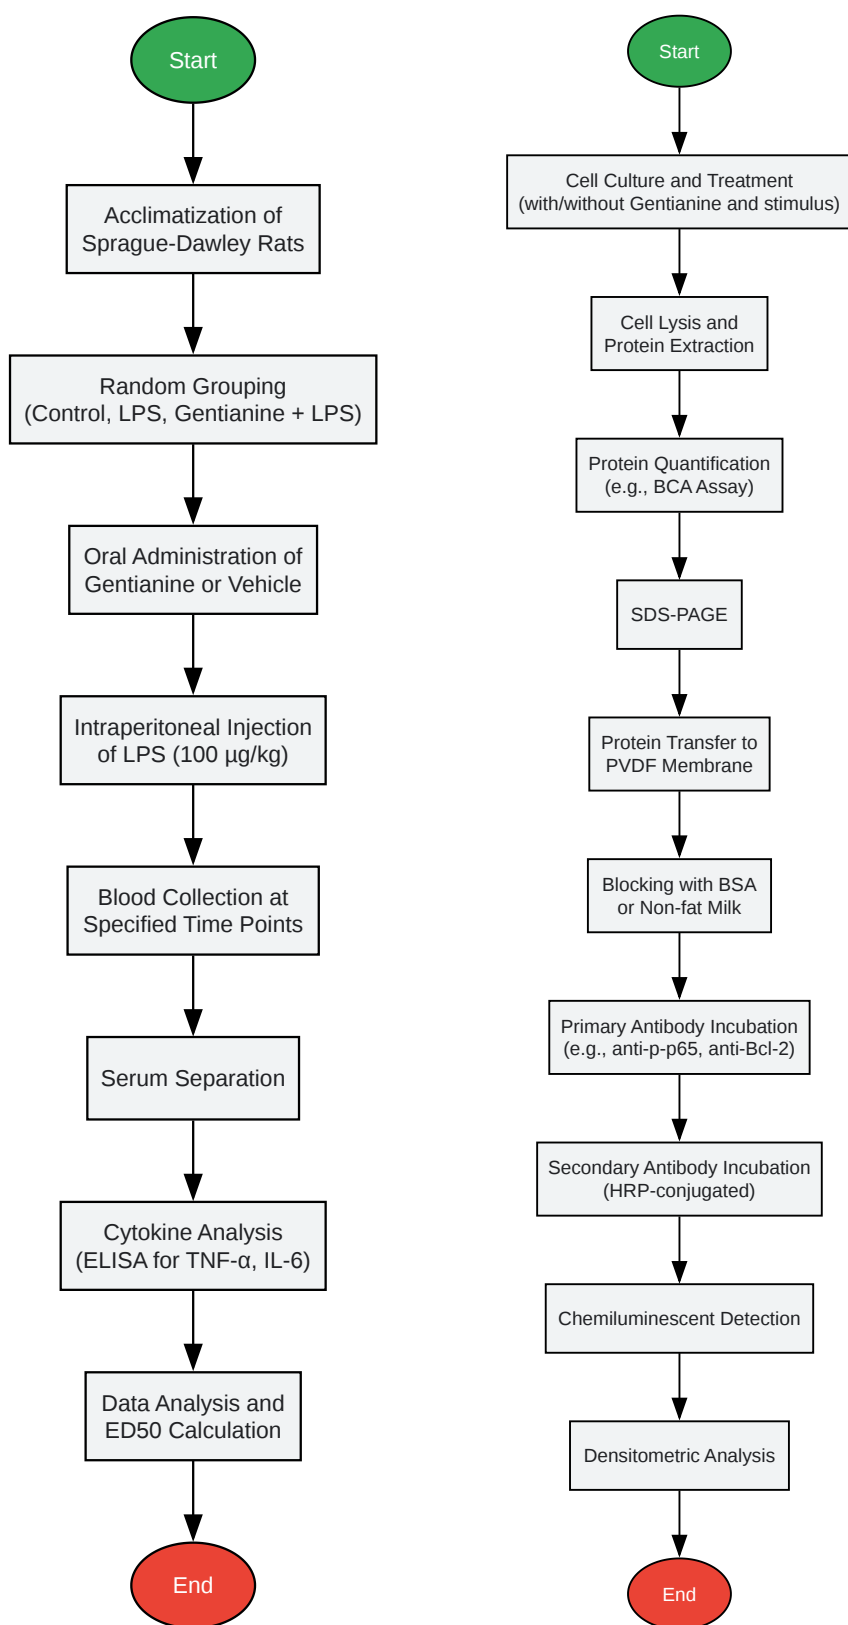 Start
Acclimatization of
Sprague-Dawley Rats
Random Grouping
(Control, LPS, Gentianine + LPS)
Oral Administration of
Gentianine or Vehicle
Intraperitoneal Injection
of LPS (100 µg/kg)
Blood Collection at
Specified Time Points
Serum Separation
Cytokine Analysis
(ELISA for TNF-α, IL-6)
Data Analysis and
ED50 Calculation
End
Start
Cell Culture and Treatment
(with/without Gentianine and stimulus)
Cell Lysis and
Protein Extraction
Protein Quantification
(e.g., BCA Assay)
SDS-PAGE
Protein Transfer to
PVDF Membrane
Blocking with BSA
or Non-fat Milk
Primary Antibody Incubation
(e.g., anti-p-p65, anti-Bcl-2)
Secondary Antibody Incubation
(HRP-conjugated)
Chemiluminescent Detection
Densitometric Analysis
End